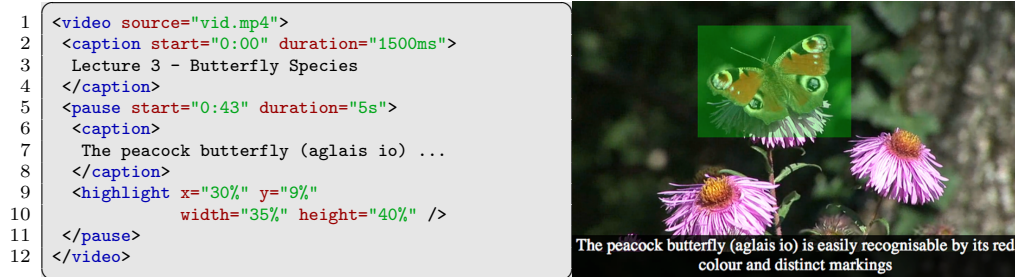 1 <video source="vid.mp4">
2 <caption start="0:00" duration="1500ms">
3 Lecture 3 - Butterfly Species
4 </caption>
5 <pause start="0:43" duration="5s">
6 <caption>
7 The peacock butterfly (aglais io) ...
8 </caption>
9 <highlight x="30%" y="9%"
10 width="35%" height="40%" />
11 </pause>
12 </video>
The peacock butterfly (aglais io) is easily recognisable by its red
colour and distinct markings